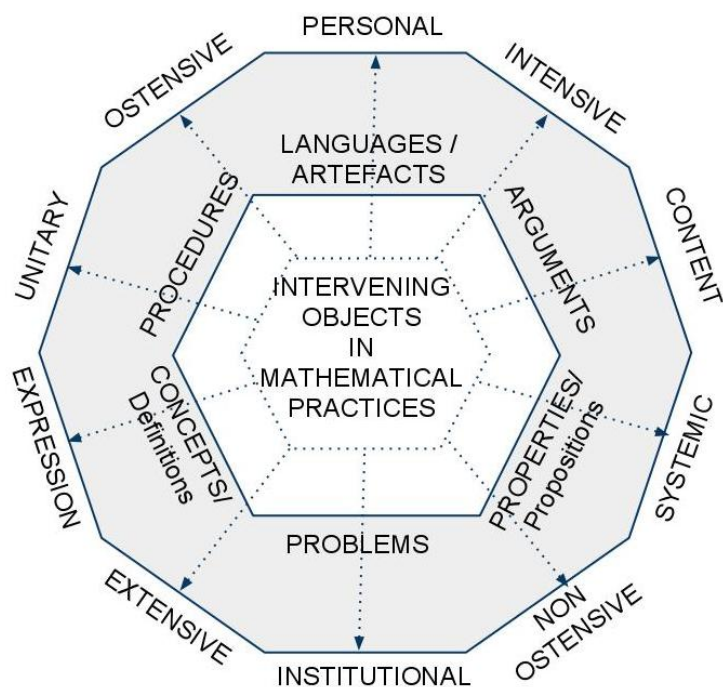 PERSONAL
OSTENSIVE
INTENSIVE
LANGUAGES /
ARTEFACTS
UNITARY
PROCEDURES
ARGUMENTS
CONTENT
INTERVENING
OBJECTS
IN
MATHEMATICAL
PRACTICES
EXPRESSION
CONCEPTS/
Definitions
PROPERTIES/
Propositions
SYSTEMIC
PROBLEMS
EXTENSIVE
NON
OSTENSIVE
INSTITUTIONAL